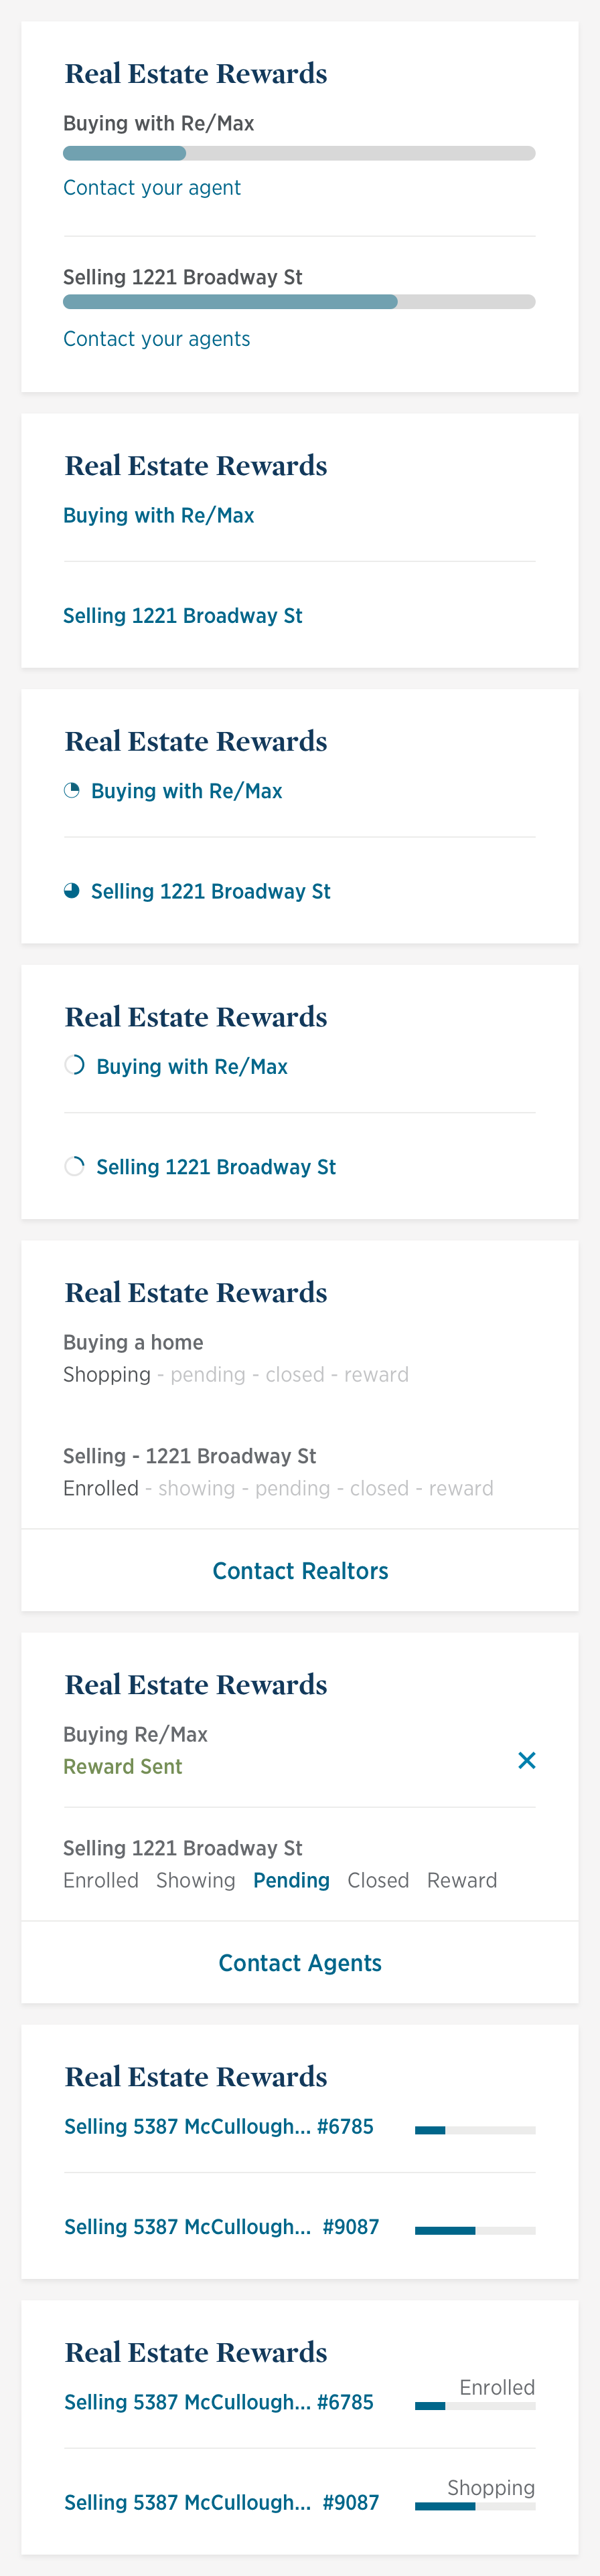 Real Estate Rewards
Buying with Re/Max
Contact your agent
Selling 1221 Broadway St
Contact your agents
Real Estate Rewards
Buying with Re/Max
Selling 1221 Broadway St
Real Estate Rewards
Buying with Re/Max
Selling 1221 Broadway St
Real Estate Rewards
Buying with Re/Max
Selling 1221 Broadway St
Real Estate Rewards
Buying a home
Shopping - pending - closed - reward
Selling - 1221 Broadway St
Enrolled - showing - pending - closed - reward
Contact Realtors
Real Estate Rewards
Buying Re/Max
Reward Sent
Selling 1221 Broadway St
Enrolled Showing Pending Closed Reward
Contact Agents
Real Estate Rewards
Selling 5387 McCullough... #6785
Selling 5387 McCullough... #9087
Real Estate Rewards
Enrolled
Selling 5387 McCullough... #6785
Shopping
Selling 5387 McCullough... #9087